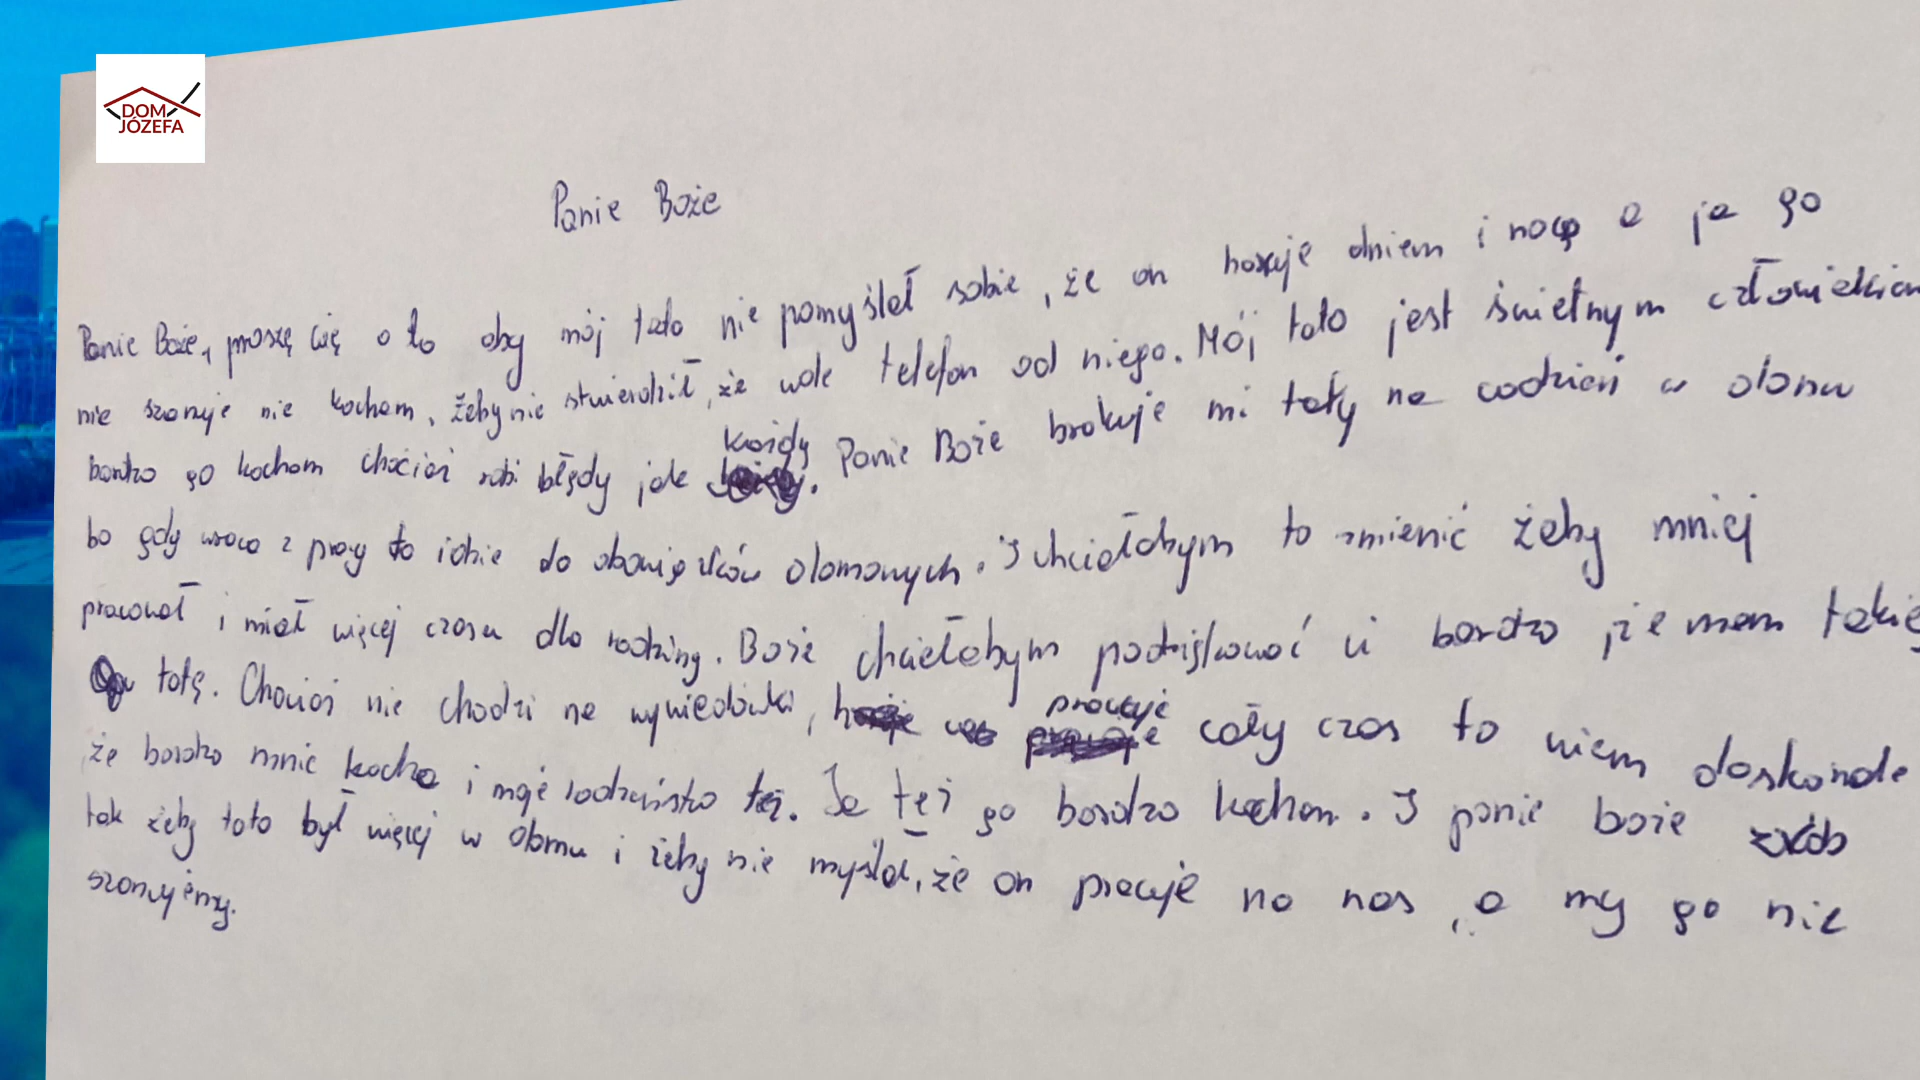 DOM
JÓZEFA
Panie Boże
Panie Boże, proszę cię o to aby mój tata nie pomyślał sobie, że on haruje dniem i nocą a ja go
nie szanuje nie kocham, żeby nie stwierdził, że wole telefon od niego. Mój tata jest świetnym człowiekiem
bardzo go kocham chociaż robi błędy jak każdy. Panie Boże brakuje mi taty na codzień w domu
bo gdy wraca z pracy to idzie do obowiązków domowych. I chciałabym to zmienić żeby mniej
pracował i miał więcej czasu dla rodziny. Boże chciałabym podziękować ci bardzo że mam takiego
tatę. Chociaż nie chodzi na wywiedówki, pracuje cały czas to wiem doskonale
że bardzo mnie kocha i moje rodzeństwo też. Ja też go bardzo kocham. I panie boże zrób
tak żeby tata był więcej w domu i żeby nie myślał, że on pracuje na nas, a my go nie
szanujemy.